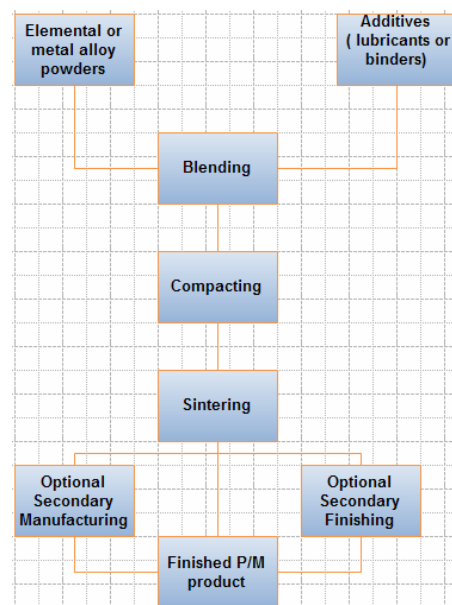 Elemental or
metal alloy
powders
Additives
( lubricants or
binders)
Blending
Compacting
Sintering
Optional
Secondary
Manufacturing
Optional
Secondary
Finishing
Finished P/M
product